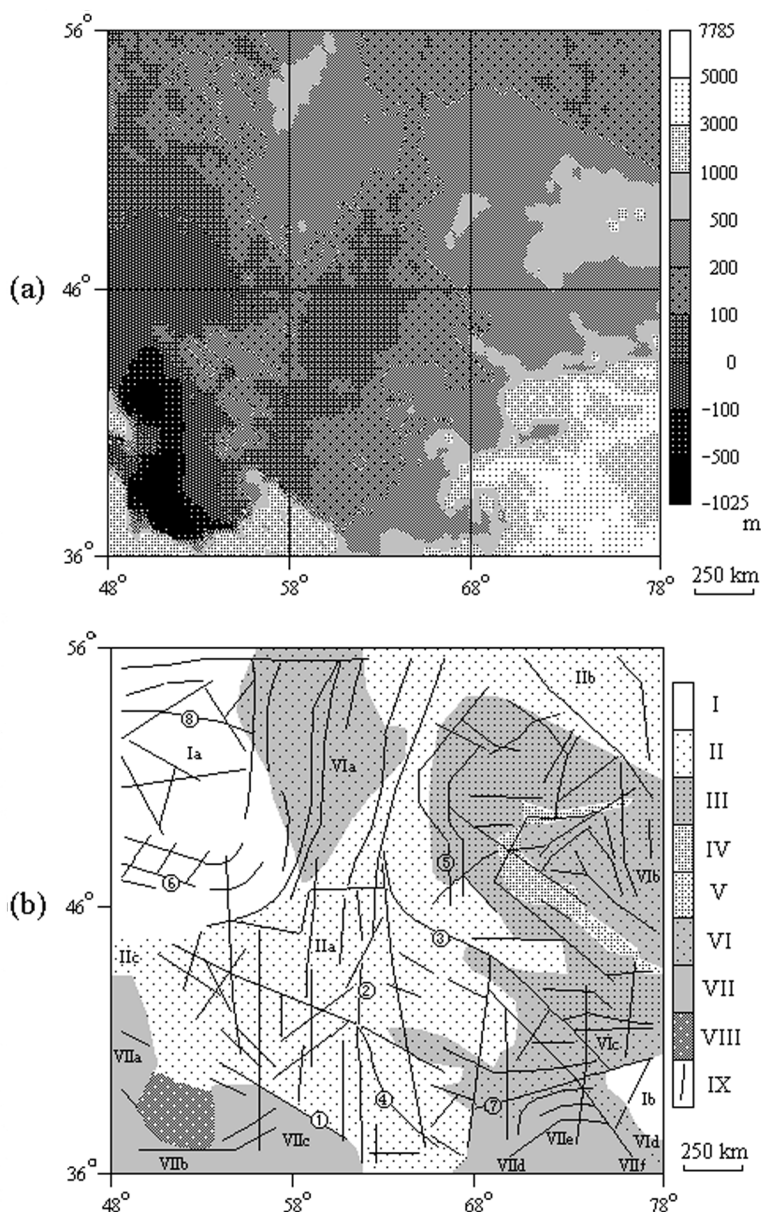 56°
46°
36°
(a)
48°
58°
68°
78°
7785
5000
3000
1000
500
200
100
0
-100
-500
-1025
m
250 km
56°
46°
36°
(b)
8
Ia
VIa
IIb
5
VIb
6
3
IIa
IIc
2
VIIa
VIc
4
7
Ib
1
VIIc
VIIb
VIIe
VId
VIId
VIIf
48°
58°
68°
78°
I
II
III
IV
V
VI
VII
VIII
IX
250 km